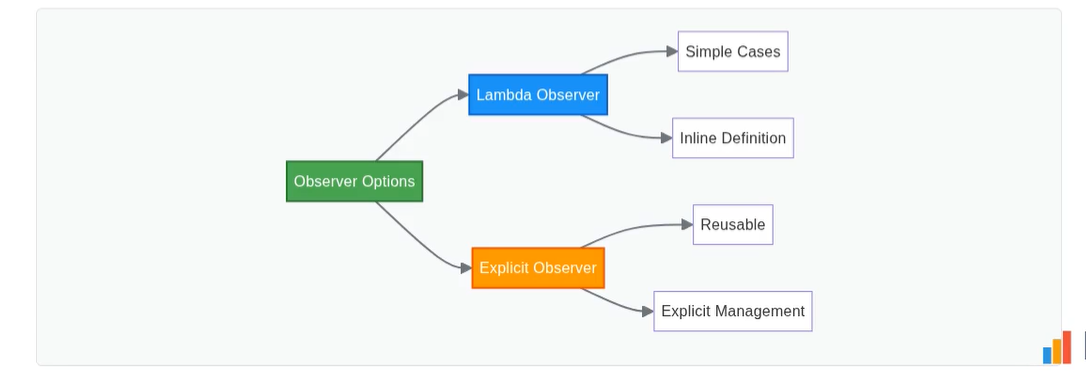 Simple Cases
Lambda Observer
Inline Definition
Observer Options
Reusable
Explicit Observer
Explicit Management